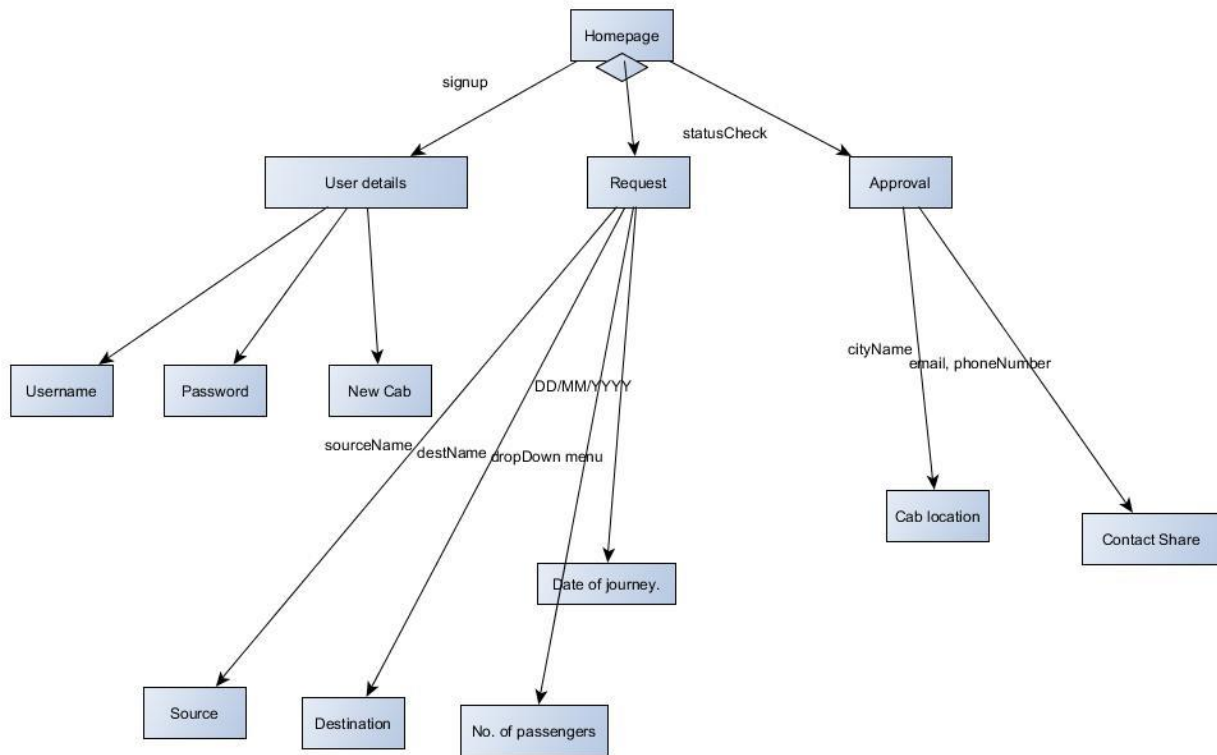 Homepage
signup
statusCheck
User details
Request
Approval
cityName
email, phoneNumber
Username
Password
New Cab
DD/MM/YYYY
sourceName
destName
dropDown menu
Cab location
Contact Share
Date of journey.
Source
Destination
No. of passengers